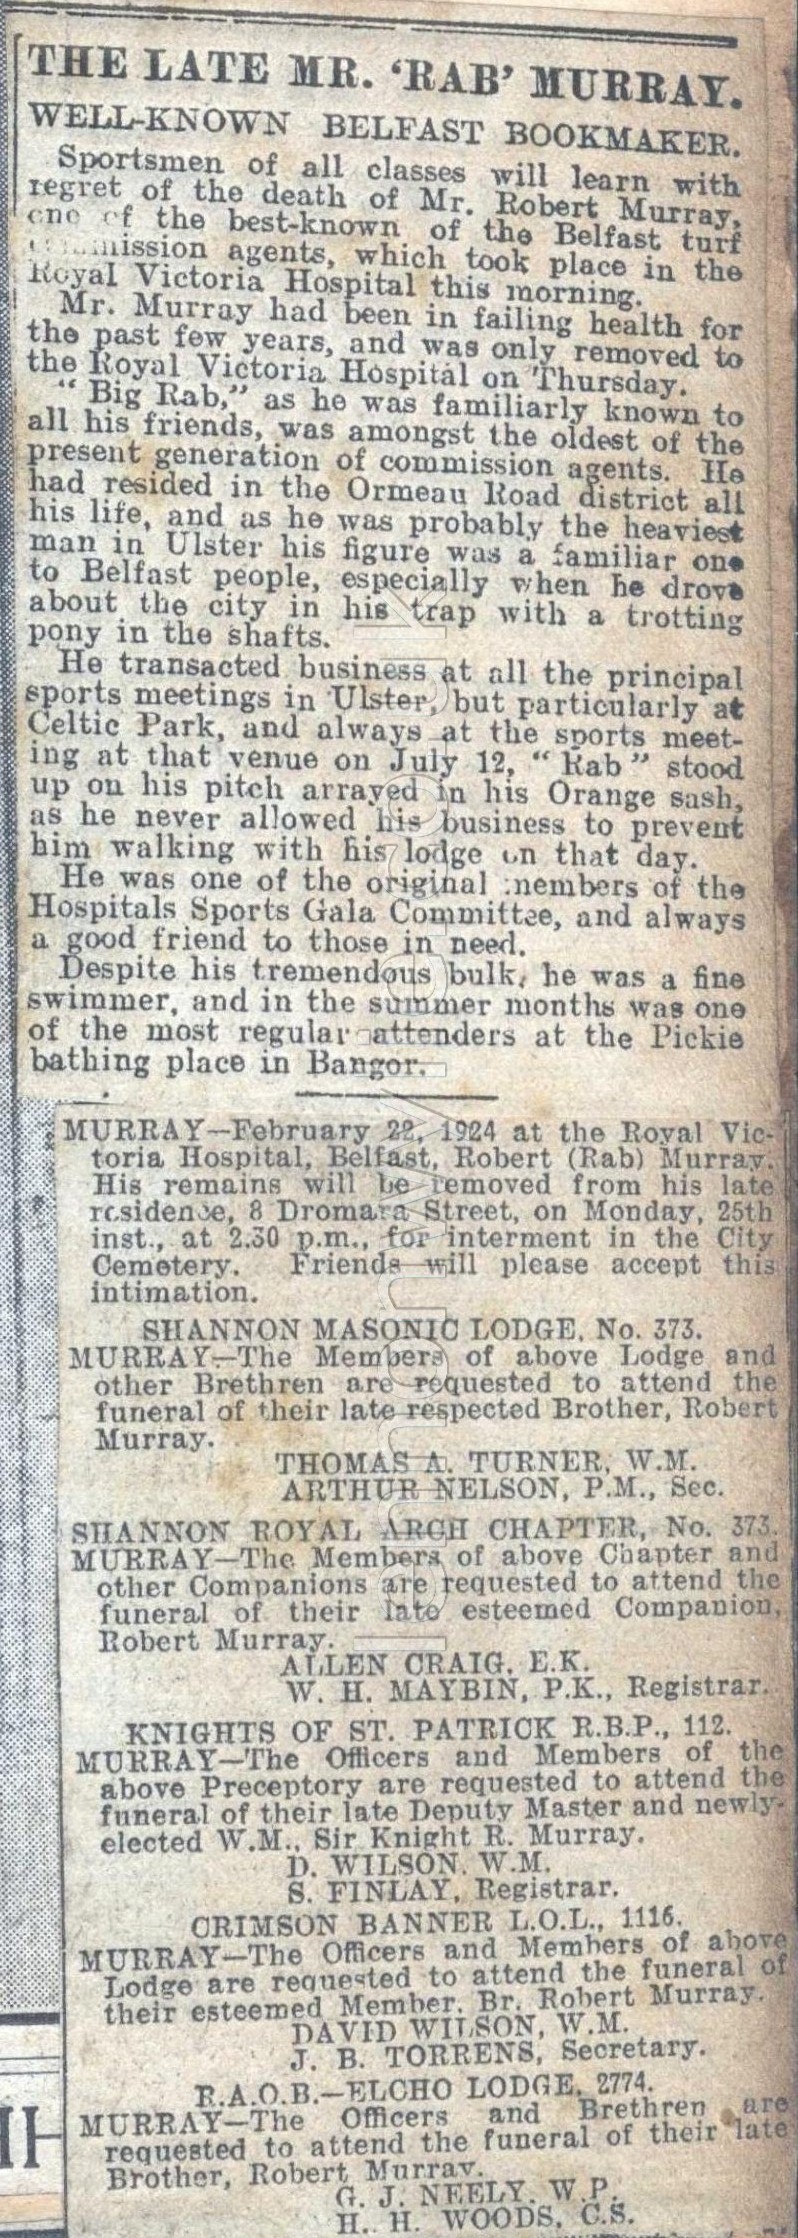 THE LATE MR. 'RAB' MURRAY.
WELL-KNOWN BELFAST BOOKMAKER.
Sportsmen of all classes will learn with
regret of the death of Mr. Robert Murray,
one of the best-known of the Belfast turf
commission agents, which took place in the
Royal Victoria Hospital this morning.
Mr. Murray had been in failing health for
the past few years, and was only removed to
the Royal Victoria Hospital on Thursday.
"Big Rab," as he was familiarly known to
all his friends, was amongst the oldest of the
present generation of commission agents. He
had resided in the Ormeau Road district all
his life, and as he was probably the heaviest
man in Ulster his figure was a familiar one
to Belfast people, especially when he drove
about the city in his trap with a trotting
pony in the shafts.
He transacted business at all the principal
sports meetings in Ulster, but particularly at
Celtic Park, and always at the sports meet-
ing at that venue on July 12, "Rab" stood
up on his pitch arrayed in his Orange sash,
as he never allowed his business to prevent
him walking with his lodge on that day.
He was one of the original members of the
Hospitals Sports Gala Committee, and always
a good friend to those in need.
Despite his tremendous bulk, he was a fine
swimmer, and in the summer months was one
of the most regular attenders at the Pickie
bathing place in Bangor.
MURRAY—February 22, 1924 at the Royal Vic-
toria Hospital, Belfast, Robert (Rab) Murray.
His remains will be removed from his late
residence, 8 Dromara Street, on Monday, 25th
inst., at 2.30 p.m., for interment in the City
Cemetery. Friends will please accept this
intimation.
SHANNON MASONIC LODGE, No. 373.
MURRAY—The Members of above Lodge and
other Brethren are requested to attend the
funeral of their late respected Brother, Robert
Murray.
THOMAS A. TURNER, W.M.
ARTHUR NELSON, P.M., Sec.
SHANNON ROYAL ARCH CHAPTER, No. 373.
MURRAY—The Members of above Chapter and
other Companions are requested to attend the
funeral of their late esteemed Companion,
Robert Murray.
ALLEN CRAIG, E.K.
W. H. MAYBIN, P.K., Registrar.
KNIGHTS OF ST. PATRICK R.B.P., 112.
MURRAY—The Officers and Members of the
above Preceptory are requested to attend the
funeral of their late Deputy Master and newly-
elected W.M., Sir Knight R. Murray.
D. WILSON, W.M.
S. FINLAY, Registrar.
CRIMSON BANNER L.O.L., 1116.
MURRAY—The Officers and Members of above
Lodge are requested to attend the funeral of
their esteemed Member, Br. Robert Murray.
DAVID WILSON, W.M.
J. B. TORRENS, Secretary.
R.A.O.B.—ELCHO LODGE, 2774.
MURRAY—The Officers and Brethren are
requested to attend the funeral of their late
Brother, Robert Murray.
G. J. NEELY, W.P.
H. H. WOODS, C.S.